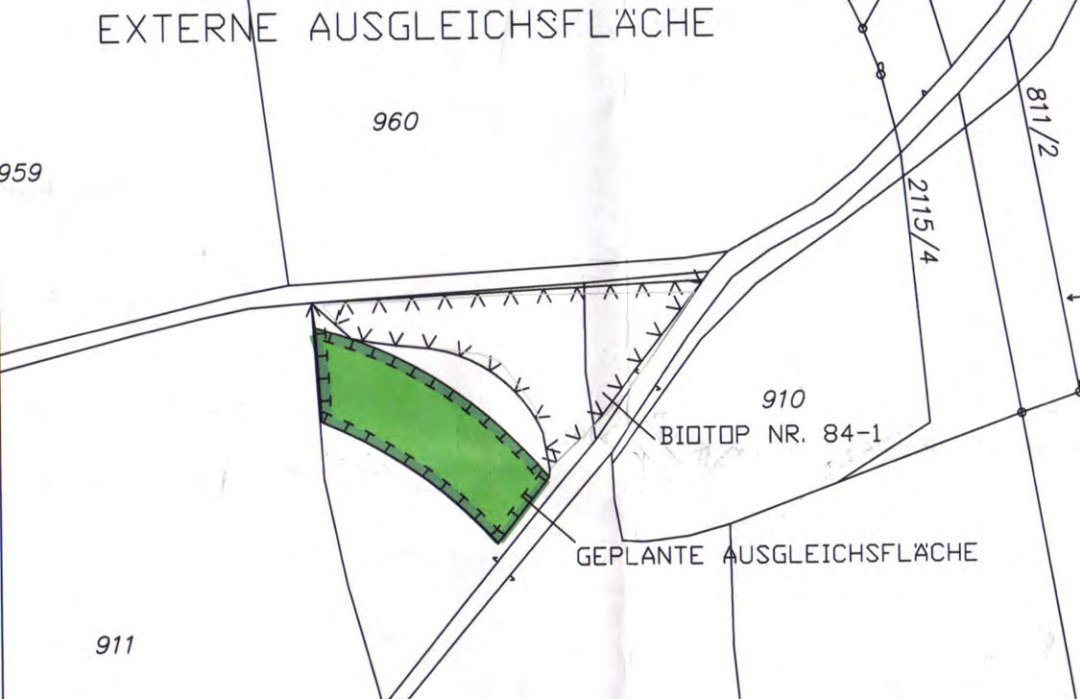 EXTERNE AUSGLEICHSFLÄCHE
960
811/2
959
2115/4
910
BIOTOP NR. 84-1
GEPLANTE AUSGLEICHSFLÄCHE
911